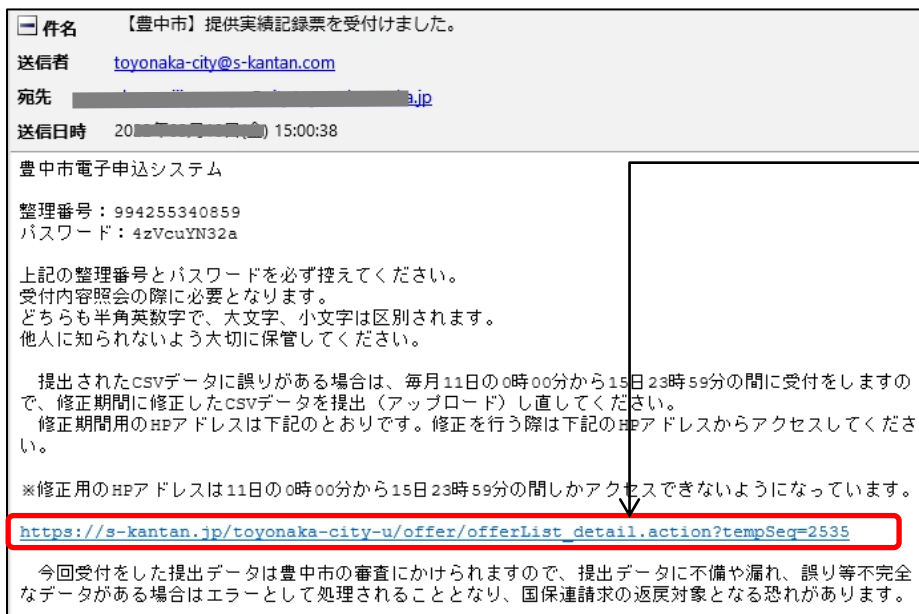 件名 【豊中市】提供実績記録票を受付けました。
送信者 toyonaka-city@s-kantan.com
宛先 a.jp
送信日時 20 15:00:38
豊中市電子申込システム
整理番号：994255340859
パスワード：4zVcuYN32a
上記の整理番号とパスワードを必ず控えてください。
受付内容照会の際に必要となります。
どちらも半角英数字で、大文字、小文字は区別されます。
他人に知られないよう大切に保管してください。
提出されたCSVデータに誤りがある場合は、毎月11日の0時00分から15日23時59分の間に受付をしますの
で、修正期間に修正したCSVデータを提出（アップロード）し直してください。
修正期間用のHPアドレスは下記のとおりです。修正を行う際は下記のHPアドレスからアクセスしてくださ
い。
※修正用のHPアドレスは11日の0時00分から15日23時59分の間しかアクセスできないようになっています。
https://s-kantan.jp/toyonaka-city-u/offer/offerList_detail.action?tempSeq=2535
今回受付をした提出データは豊中市の審査にかけられますので、提出データに不備や漏れ、誤り等不完全
なデータがある場合はエラーとして処理されることとなり、国保連請求の返戻対象となる恐れがあります。